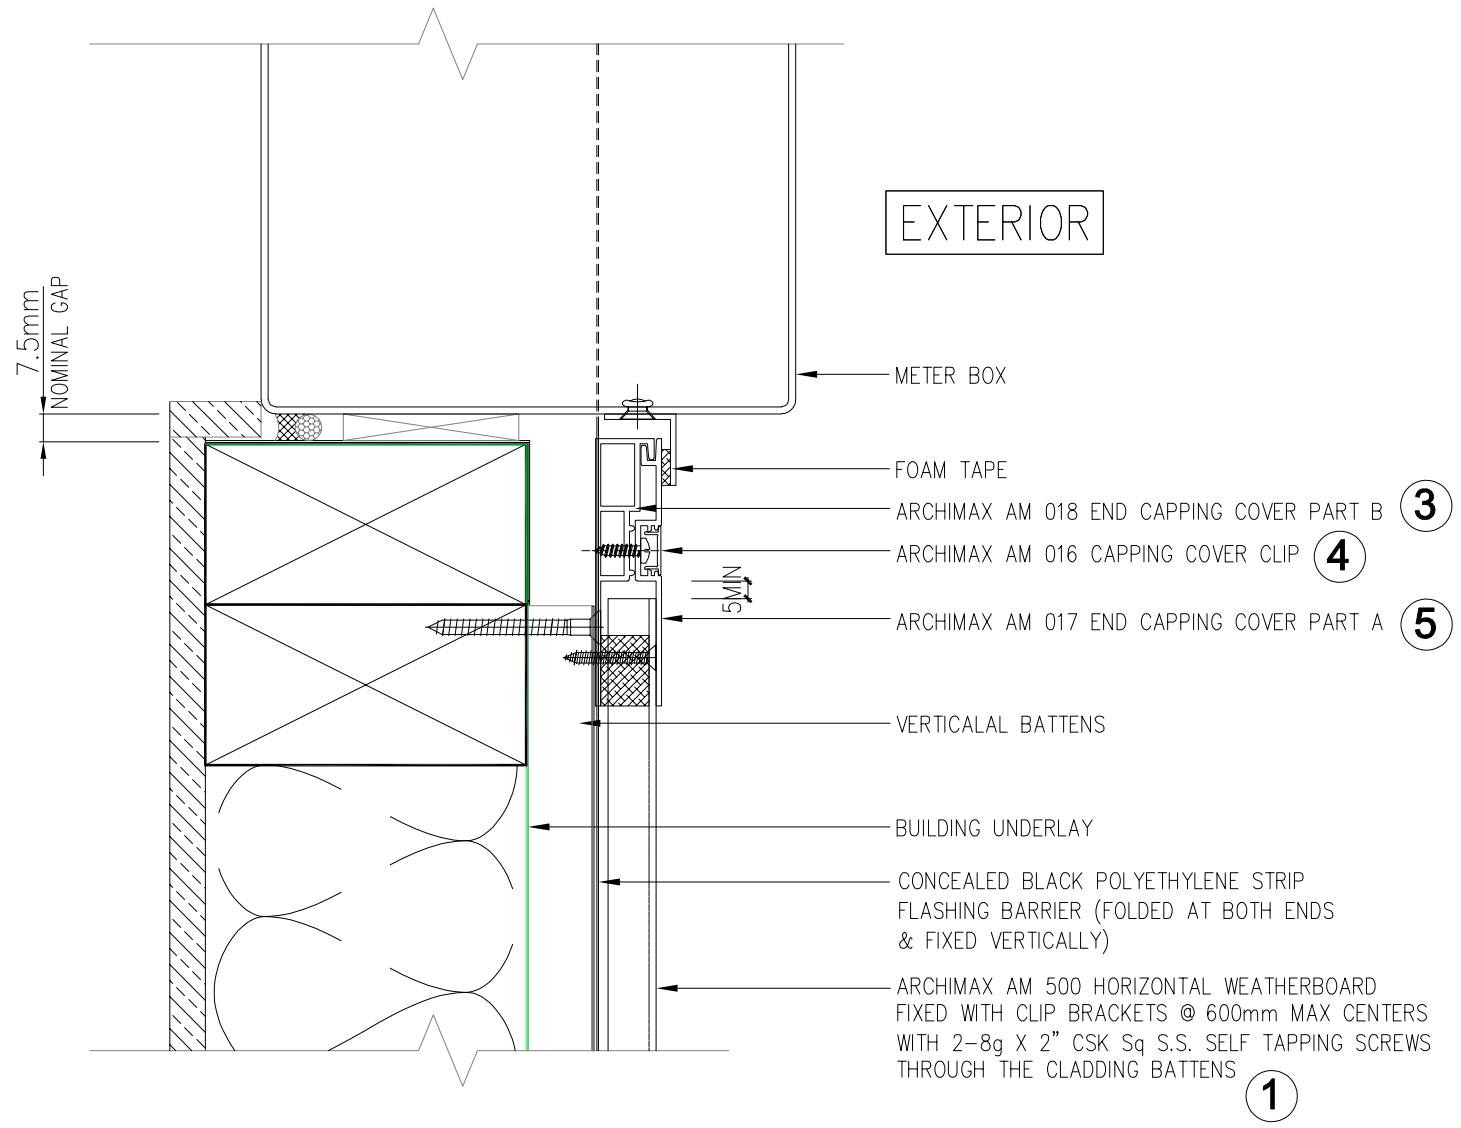 EXTERIOR
7.5mm
NOMINAL GAP
METER BOX
FOAM TAPE
ARCHIMAX AM 018 END CAPPING COVER PART B 3
ARCHIMAX AM 016 CAPPING COVER CLIP 4
5MIN
ARCHIMAX AM 017 END CAPPING COVER PART A 5
VERTICALAL BATTENS
BUILDING UNDERLAY
CONCEALED BLACK POLYETHYLENE STRIP
FLASHING BARRIER (FOLDED AT BOTH ENDS
& FIXED VERTICALLY)
ARCHIMAX AM 500 HORIZONTAL WEATHERBOARD
FIXED WITH CLIP BRACKETS @ 600mm MAX CENTERS
WITH 2-8g X 2" CSK Sq S.S. SELF TAPPING SCREWS
THROUGH THE CLADDING BATTENS
1